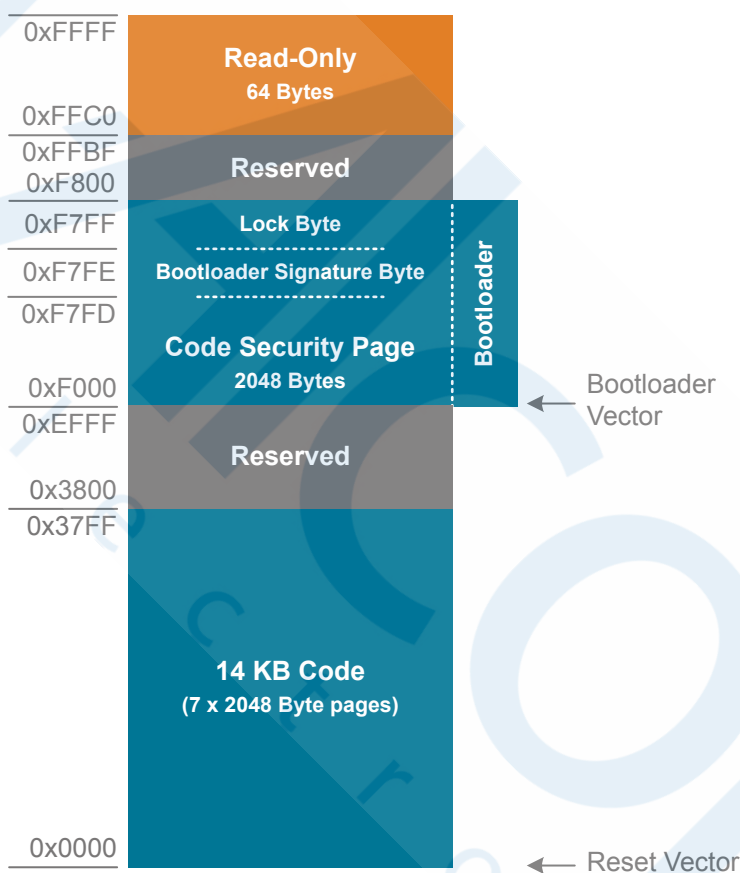 0xFFFF
Read-Only
64 Bytes
0xFFC0
0xFFBF
Reserved
0xF800
0xF7FF
Lock Byte
0xF7FE
Bootloader Signature Byte
0xF7FD
Code Security Page
2048 Bytes
Bootloader
0xF000
Bootloader
Vector
0xEFFF
Reserved
0x3800
0x37FF
14 KB Code
(7 x 2048 Byte pages)
0x0000
Reset Vector